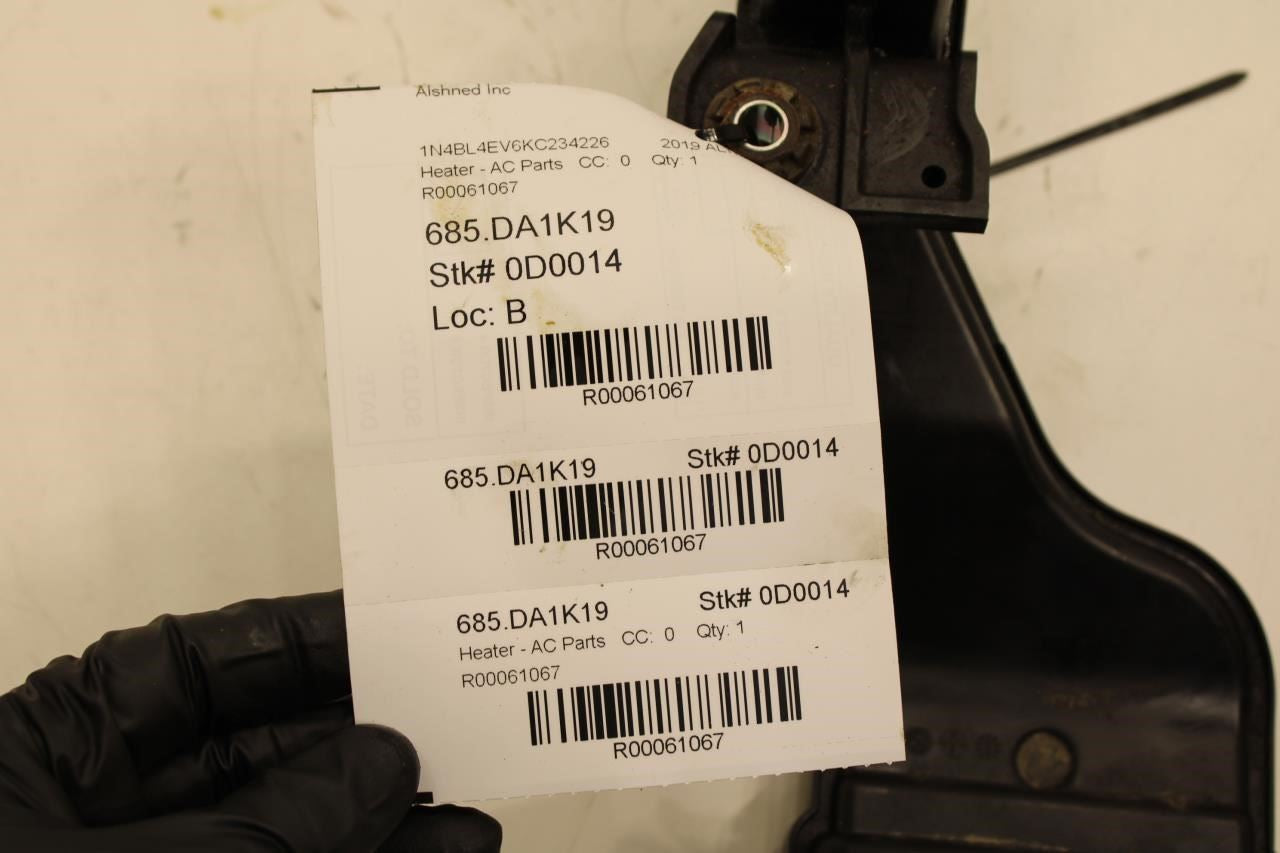 Alshned Inc
1N4BL4EV6KC234226 2019
Heater - AC Parts CC: 0 Qty: 1
R00061067
685.DA1K19
Stk# 0D0014
Loc: B
R00061067
685.DA1K19 Stk# 0D0014
R00061067
685.DA1K19 Stk# 0D0014
Heater - AC Parts CC: 0 Qty: 1
R00061067
R00061067